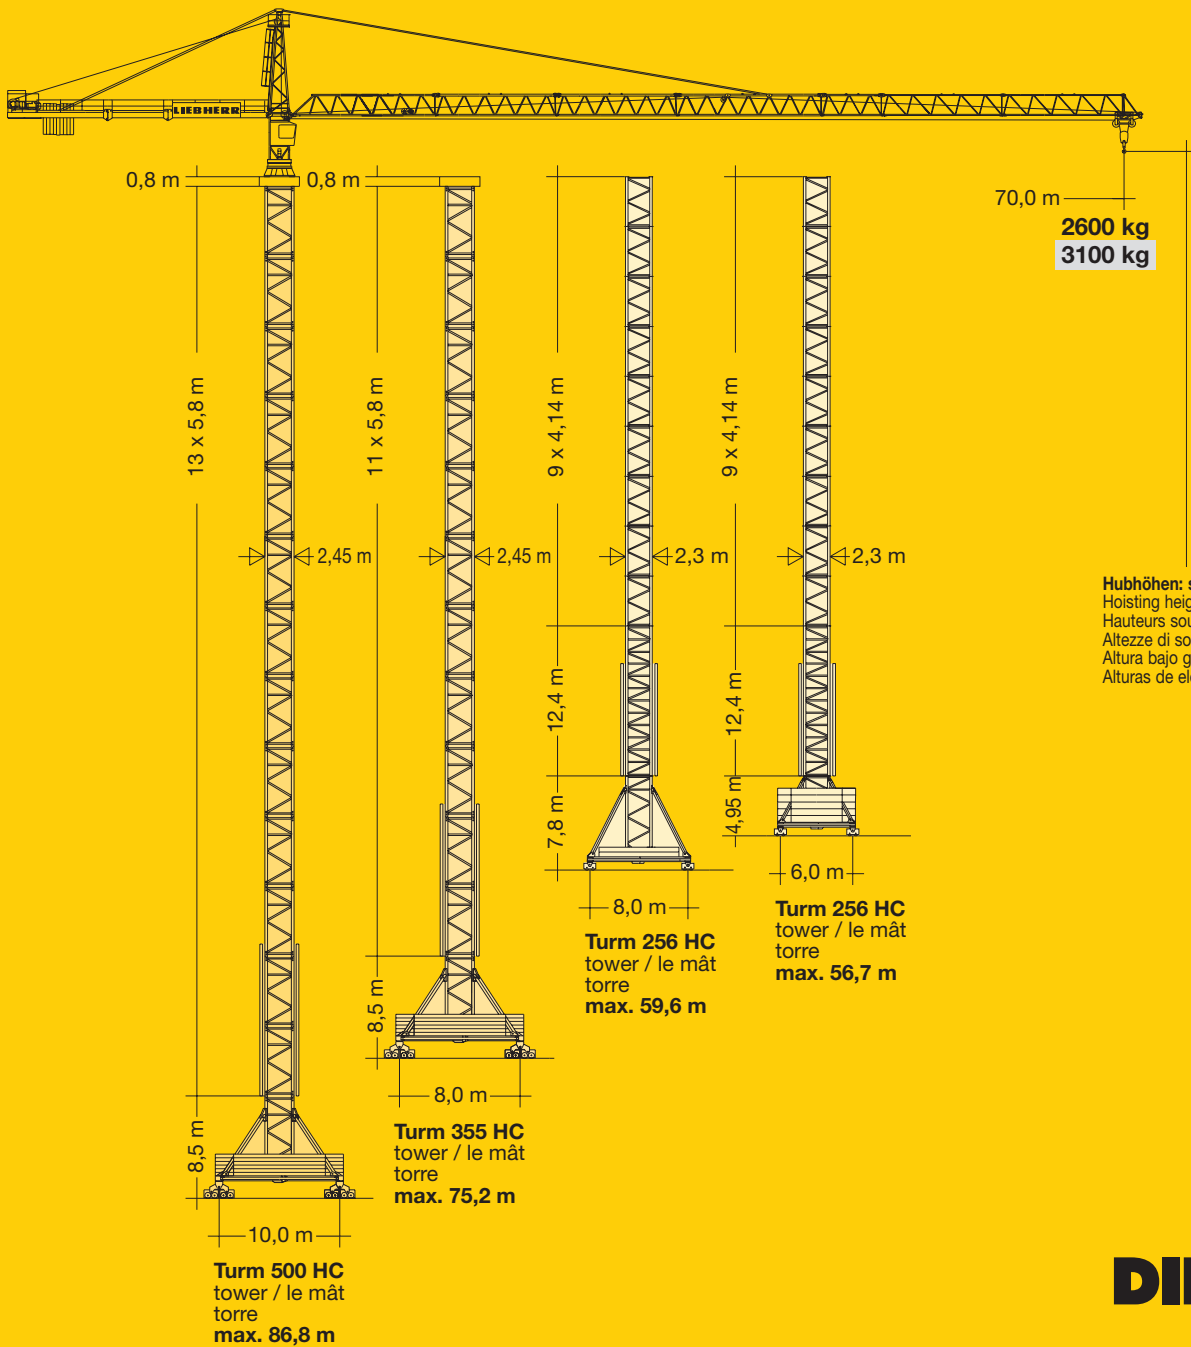 LIEBHERR
0,8 m
0,8 m
70,0 m
2600 kg
3100 kg
13 x 5,8 m
11 x 5,8 m
9 x 4,14 m
9 x 4,14 m
2,45 m
2,45 m
2,3 m
2,3 m
Hubhöhen:
Hoisting
Hauteurs
Altezze di
Altura bajo
Alturas de
12,4 m
12,4 m
7,8 m
4,95 m
6,0 m
8,0 m
Turm 256 HC
tower / le mât
torre
max. 56,7 m
Turm 256 HC
tower / le mât
torre
max. 59,6 m
8,5 m
8,0 m
Turm 355 HC
tower / le mât
torre
max. 75,2 m
8,5 m
10,0 m
Turm 500 HC
tower / le mât
torre
max. 86,8 m